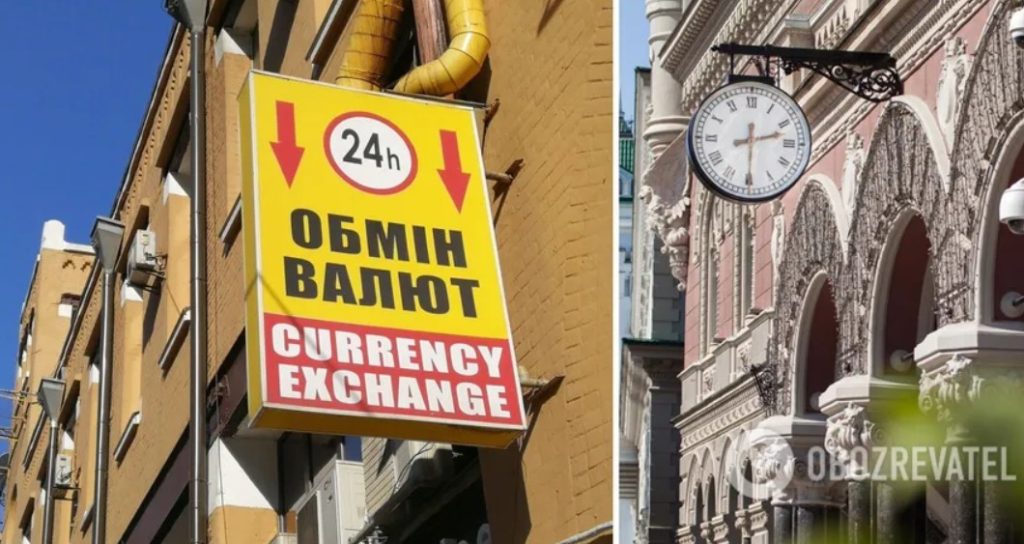 24h
ОБМІН
ВАЛЮТ
CURRENCY
EXCHANGE
OBOZREVATEL